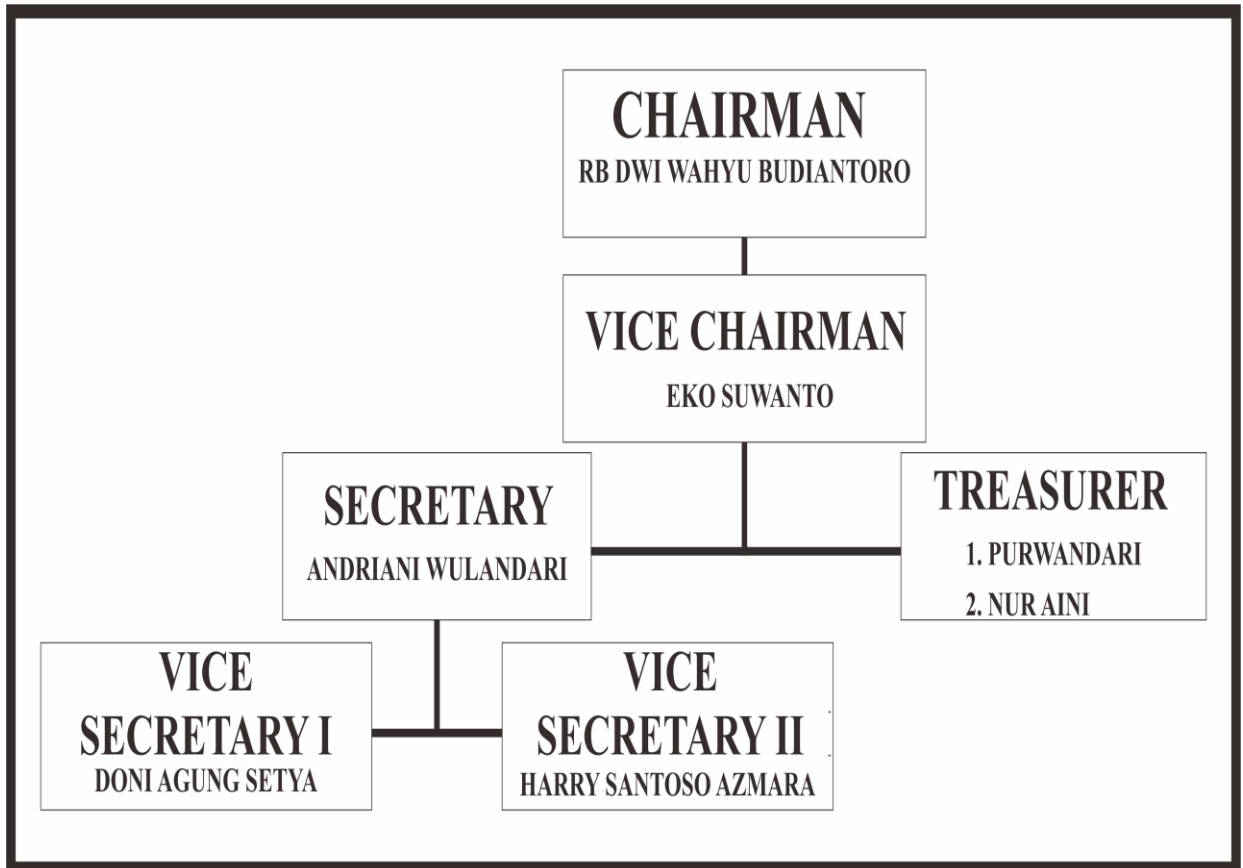 CHAIRMAN
RB DWI WAHYU BUDIANTORO
VICE CHAIRMAN
EKO SUWANTO
SECRETARY
ANDRIANI WULANDARI
TREASURER
1. PURWANDARI
2. NUR AINI
VICE
SECRETARY I
DONI AGUNG SETYA
VICE
SECRETARY II
HARRY SANTOSO AZMARA